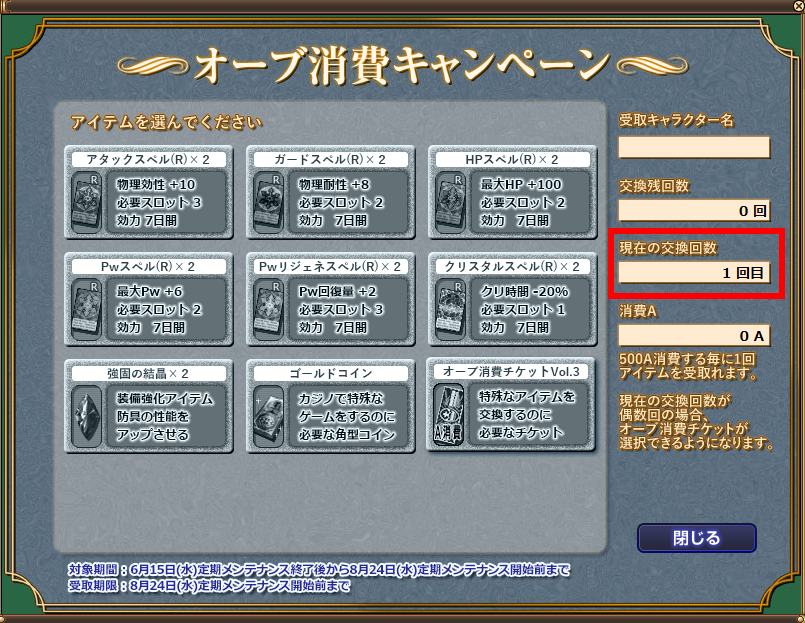 オーブ消費キャンペーン
アイテムを選んでください
アタックスペル(R)×2
R
物理効性 +10
必要スロット 3
効力 7日間
ガードスペル(R)×2
R
物理耐性 +8
必要スロット 2
効力 7日間
HPスペル(R)×2
R
最大HP +100
必要スロット 2
効力 7日間
Pwスペル(R)×2
R
最大Pw +6
必要スロット 2
効力 7日間
Pwリジェネスペル(R)×2
R
Pw回復量 +2
必要スロット 3
効力 7日間
クリスタルスペル(R)×2
R
クリ時間 -20%
必要スロット 1
効力 7日間
強固の結晶×2
装備強化アイテム
防具の性能を
アップさせる
ゴールドコイン
カジノで特殊な
ゲームをするのに
必要な角型コイン
オーブ消費チケットVol.3
A消費
特殊なアイテムを
交換するのに
必要なチケット
受取キャラクター名
交換残回数
0 回
現在の交換回数
1 回目
消費A
0 A
500A消費する毎に1回
アイテムを受取れます。
現在の交換回数が
偶数回の場合、
オーブ消費チケットが
選択できるようになります。
閉じる
対象期間：6月15日(水)定期メンテナンス終了後から8月24日(水)定期メンテナンス開始前まで
受取期限：8月24日(水)定期メンテナンス開始前まで